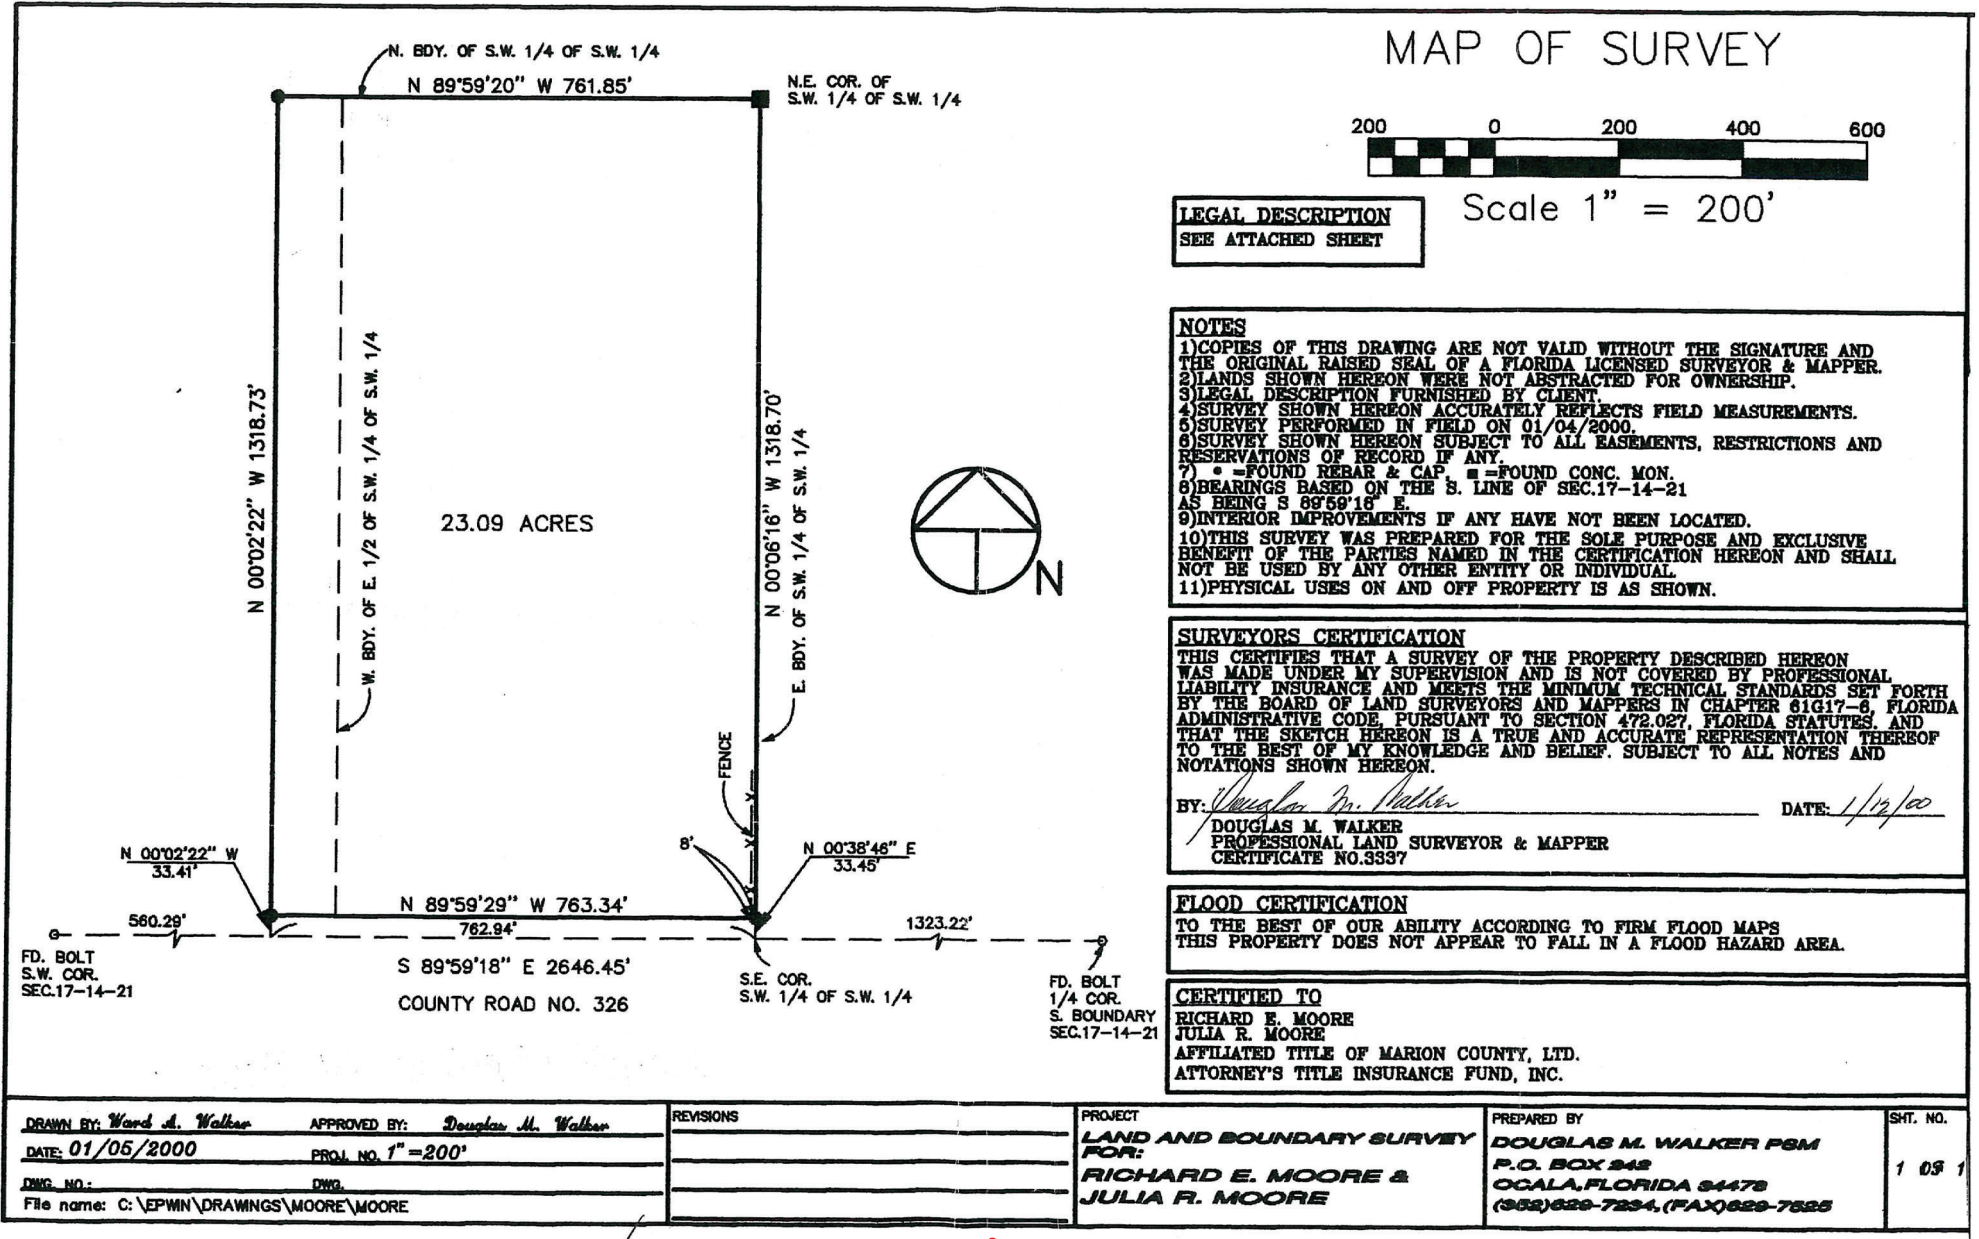 MAP OF SURVEY
200 0 200 400 600
Scale 1" = 200'
N. BDY. OF S.W. 1/4 OF S.W. 1/4
N 89°59'20" W 761.85'
N.E. COR. OF
S.W. 1/4 OF S.W. 1/4
N 00°02'22" W 1318.73'
W. BDY. OF E. 1/2 OF S.W. 1/4 OF S.W. 1/4
23.09 ACRES
N 00°06'16" W 1318.70'
E. BDY. OF S.W. 1/4 OF S.W. 1/4
N
FENCE
8'
N 00°02'22" W
33.41'
N 00°38'46" E
33.45'
N 89°59'29" W 763.34'
560.29'
762.94'
1323.22'
FD. BOLT
S.W. COR.
SEC.17-14-21
S 89°59'18" E 2646.45'
COUNTY ROAD NO. 326
S.E. COR.
S.W. 1/4 OF S.W. 1/4
FD. BOLT
1/4 COR.
S. BOUNDARY
SEC.17-14-21
LEGAL DESCRIPTION
SEE ATTACHED SHEET
NOTES
1)COPIES OF THIS DRAWING ARE NOT VALID WITHOUT THE SIGNATURE AND
THE ORIGINAL RAISED SEAL OF A FLORIDA LICENSED SURVEYOR & MAPPER.
2)LANDS SHOWN HEREON WERE NOT ABSTRACTED FOR OWNERSHIP.
3)LEGAL DESCRIPTION FURNISHED BY CLIENT.
4)SURVEY SHOWN HEREON ACCURATELY REFLECTS FIELD MEASUREMENTS.
5)SURVEY PERFORMED IN FIELD ON 01/04/2000.
6)SURVEY SHOWN HEREON SUBJECT TO ALL EASEMENTS, RESTRICTIONS AND
RESERVATIONS OF RECORD IF ANY.
7) ● =FOUND REBAR & CAP, ■ =FOUND CONC. MON.
8)BEARINGS BASED ON THE S. LINE OF SEC.17-14-21
AS BEING S 89°59'18" E.
9)INTERIOR IMPROVEMENTS IF ANY HAVE NOT BEEN LOCATED.
10)THIS SURVEY WAS PREPARED FOR THE SOLE PURPOSE AND EXCLUSIVE
BENEFIT OF THE PARTIES NAMED IN THE CERTIFICATION HEREON AND SHALL
NOT BE USED BY ANY OTHER ENTITY OR INDIVIDUAL.
11)PHYSICAL USES ON AND OFF PROPERTY IS AS SHOWN.
SURVEYORS CERTIFICATION
THIS CERTIFIES THAT A SURVEY OF THE PROPERTY DESCRIBED HEREON
WAS MADE UNDER MY SUPERVISION AND IS NOT COVERED BY PROFESSIONAL
LIABILITY INSURANCE AND MEETS THE MINIMUM TECHNICAL STANDARDS SET FORTH
BY THE BOARD OF LAND SURVEYORS AND MAPPERS IN CHAPTER 61G17-6, FLORIDA
ADMINISTRATIVE CODE, PURSUANT TO SECTION 472.027, FLORIDA STATUTES. AND
THAT THE SKETCH HEREON IS A TRUE AND ACCURATE REPRESENTATION THEREOF
TO THE BEST OF MY KNOWLEDGE AND BELIEF. SUBJECT TO ALL NOTES AND
NOTATIONS SHOWN HEREON.
BY: Douglas M. Walker DATE: 1/12/00
DOUGLAS M. WALKER
PROFESSIONAL LAND SURVEYOR & MAPPER
CERTIFICATE NO.3337
FLOOD CERTIFICATION
TO THE BEST OF OUR ABILITY ACCORDING TO FIRM FLOOD MAPS
THIS PROPERTY DOES NOT APPEAR TO FALL IN A FLOOD HAZARD AREA.
CERTIFIED TO
RICHARD E. MOORE
JULIA R. MOORE
AFFILIATED TITLE OF MARION COUNTY, LTD.
ATTORNEY'S TITLE INSURANCE FUND, INC.
DRAWN BY: Ward A. Walker APPROVED BY: Douglas M. Walker
DATE: 01/05/2000 PROJ. NO. 1"=200'
DWG. NO.: DWG.
File name: C:\EPWIN\DRAWINGS\MOORE\MOORE
REVISIONS
PROJECT
LAND AND BOUNDARY SURVEY
FOR:
RICHARD E. MOORE &
JULIA R. MOORE
PREPARED BY
DOUGLAS M. WALKER PSM
P.O. BOX 942
OCALA,FLORIDA 34478
(352)629-7234,(FAX)629-7525
SHT. NO.
1 OF 1